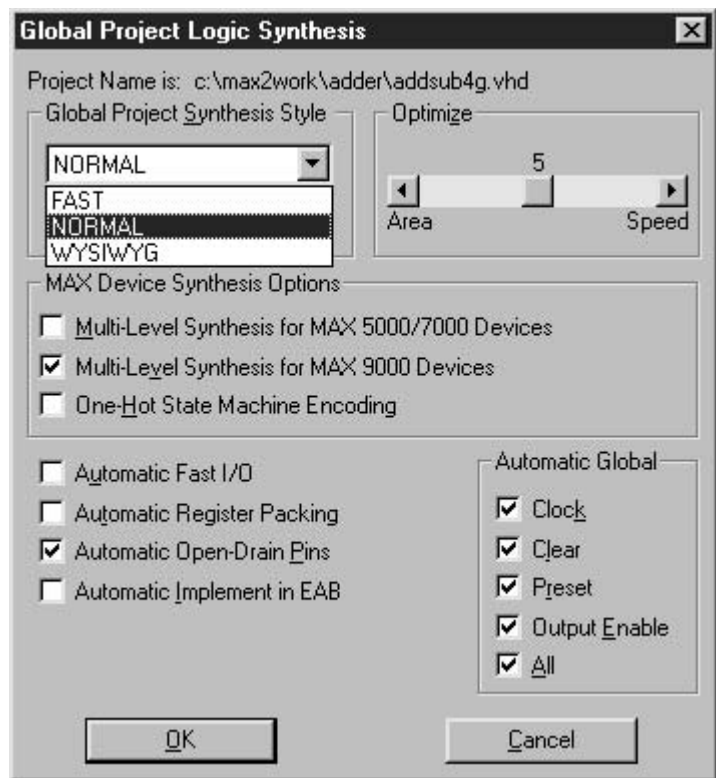 Global Project Logic Synthesis
Project Name is: c:\max2work\adder\addsub4g.vhd
Global Project Synthesis Style
NORMAL
FAST
NORMAL
WYSIWYG
Optimize
5
Area Speed
MAX Device Synthesis Options
Multi-Level Synthesis for MAX 5000/7000 Devices
Multi-Level Synthesis for MAX 9000 Devices
One-Hot State Machine Encoding
Automatic Fast I/O
Automatic Register Packing
Automatic Open-Drain Pins
Automatic Implement in EAB
Automatic Global
Clock
Clear
Preset
Output Enable
All
OK
Cancel